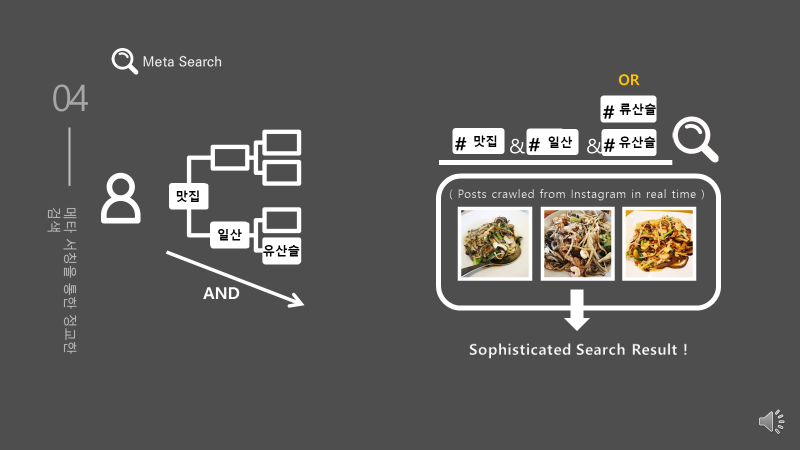 Meta Search
04
메타 서칭을 통한 정교한
검색
맛집
일산
유산슬
AND
OR
# 류산슬
# 맛집 & # 일산 & # 유산슬
( Posts crawled from Instagram in real time )
Sophisticated Search Result !